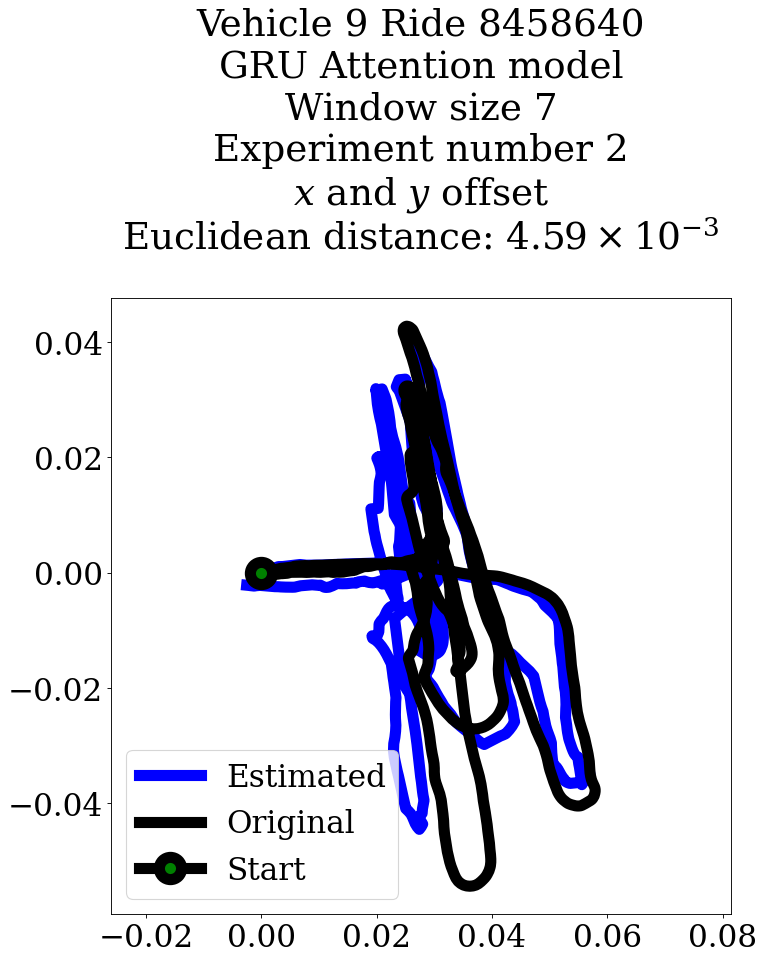 Vehicle 9 Ride 8458640
GRU Attention model
Window size 7
Experiment number 2
x and y offset
Euclidean distance: 4.59 × 10⁻³
0.04
0.02
0.00
−0.02
−0.04
Estimated
Original
Start
−0.02 0.00 0.02 0.04 0.06 0.08